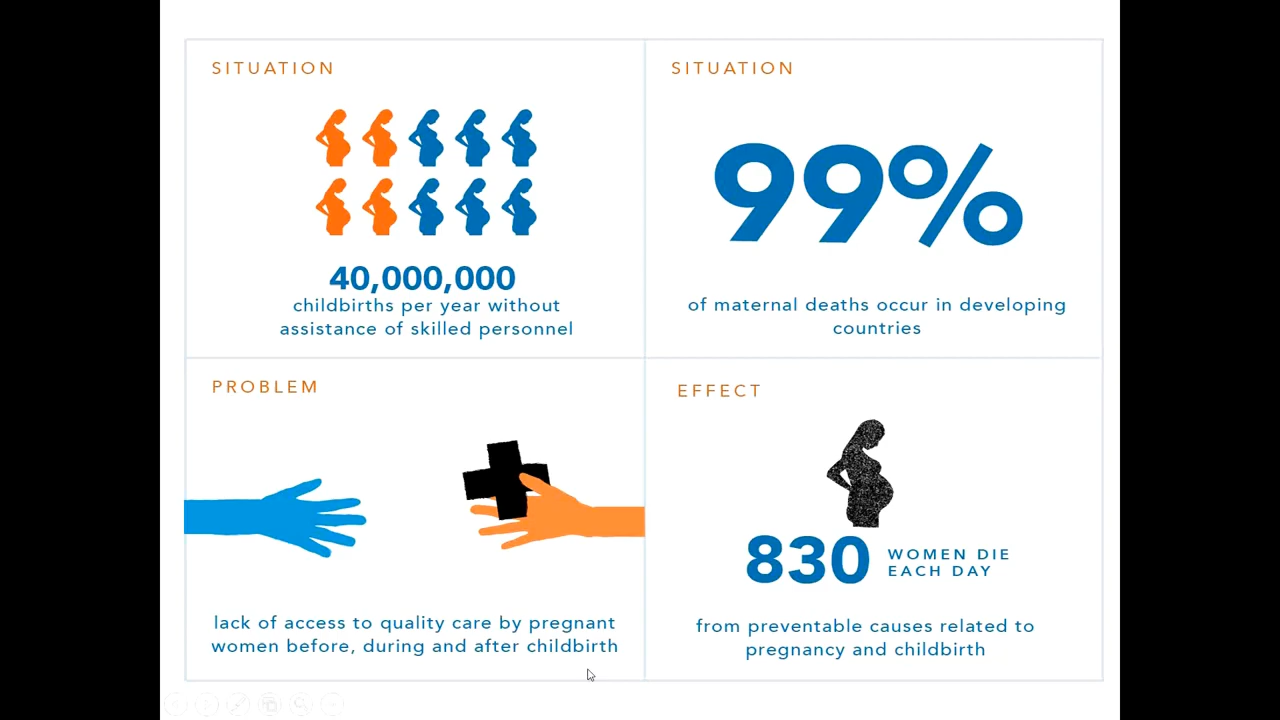 SITUATION
40,000,000
childbirths per year without
assistance of skilled personnel
SITUATION
99%
of maternal deaths occur in developing
countries
PROBLEM
lack of access to quality care by pregnant
women before, during and after childbirth
EFFECT
830 WOMEN DIE
EACH DAY
from preventable causes related to
pregnancy and childbirth